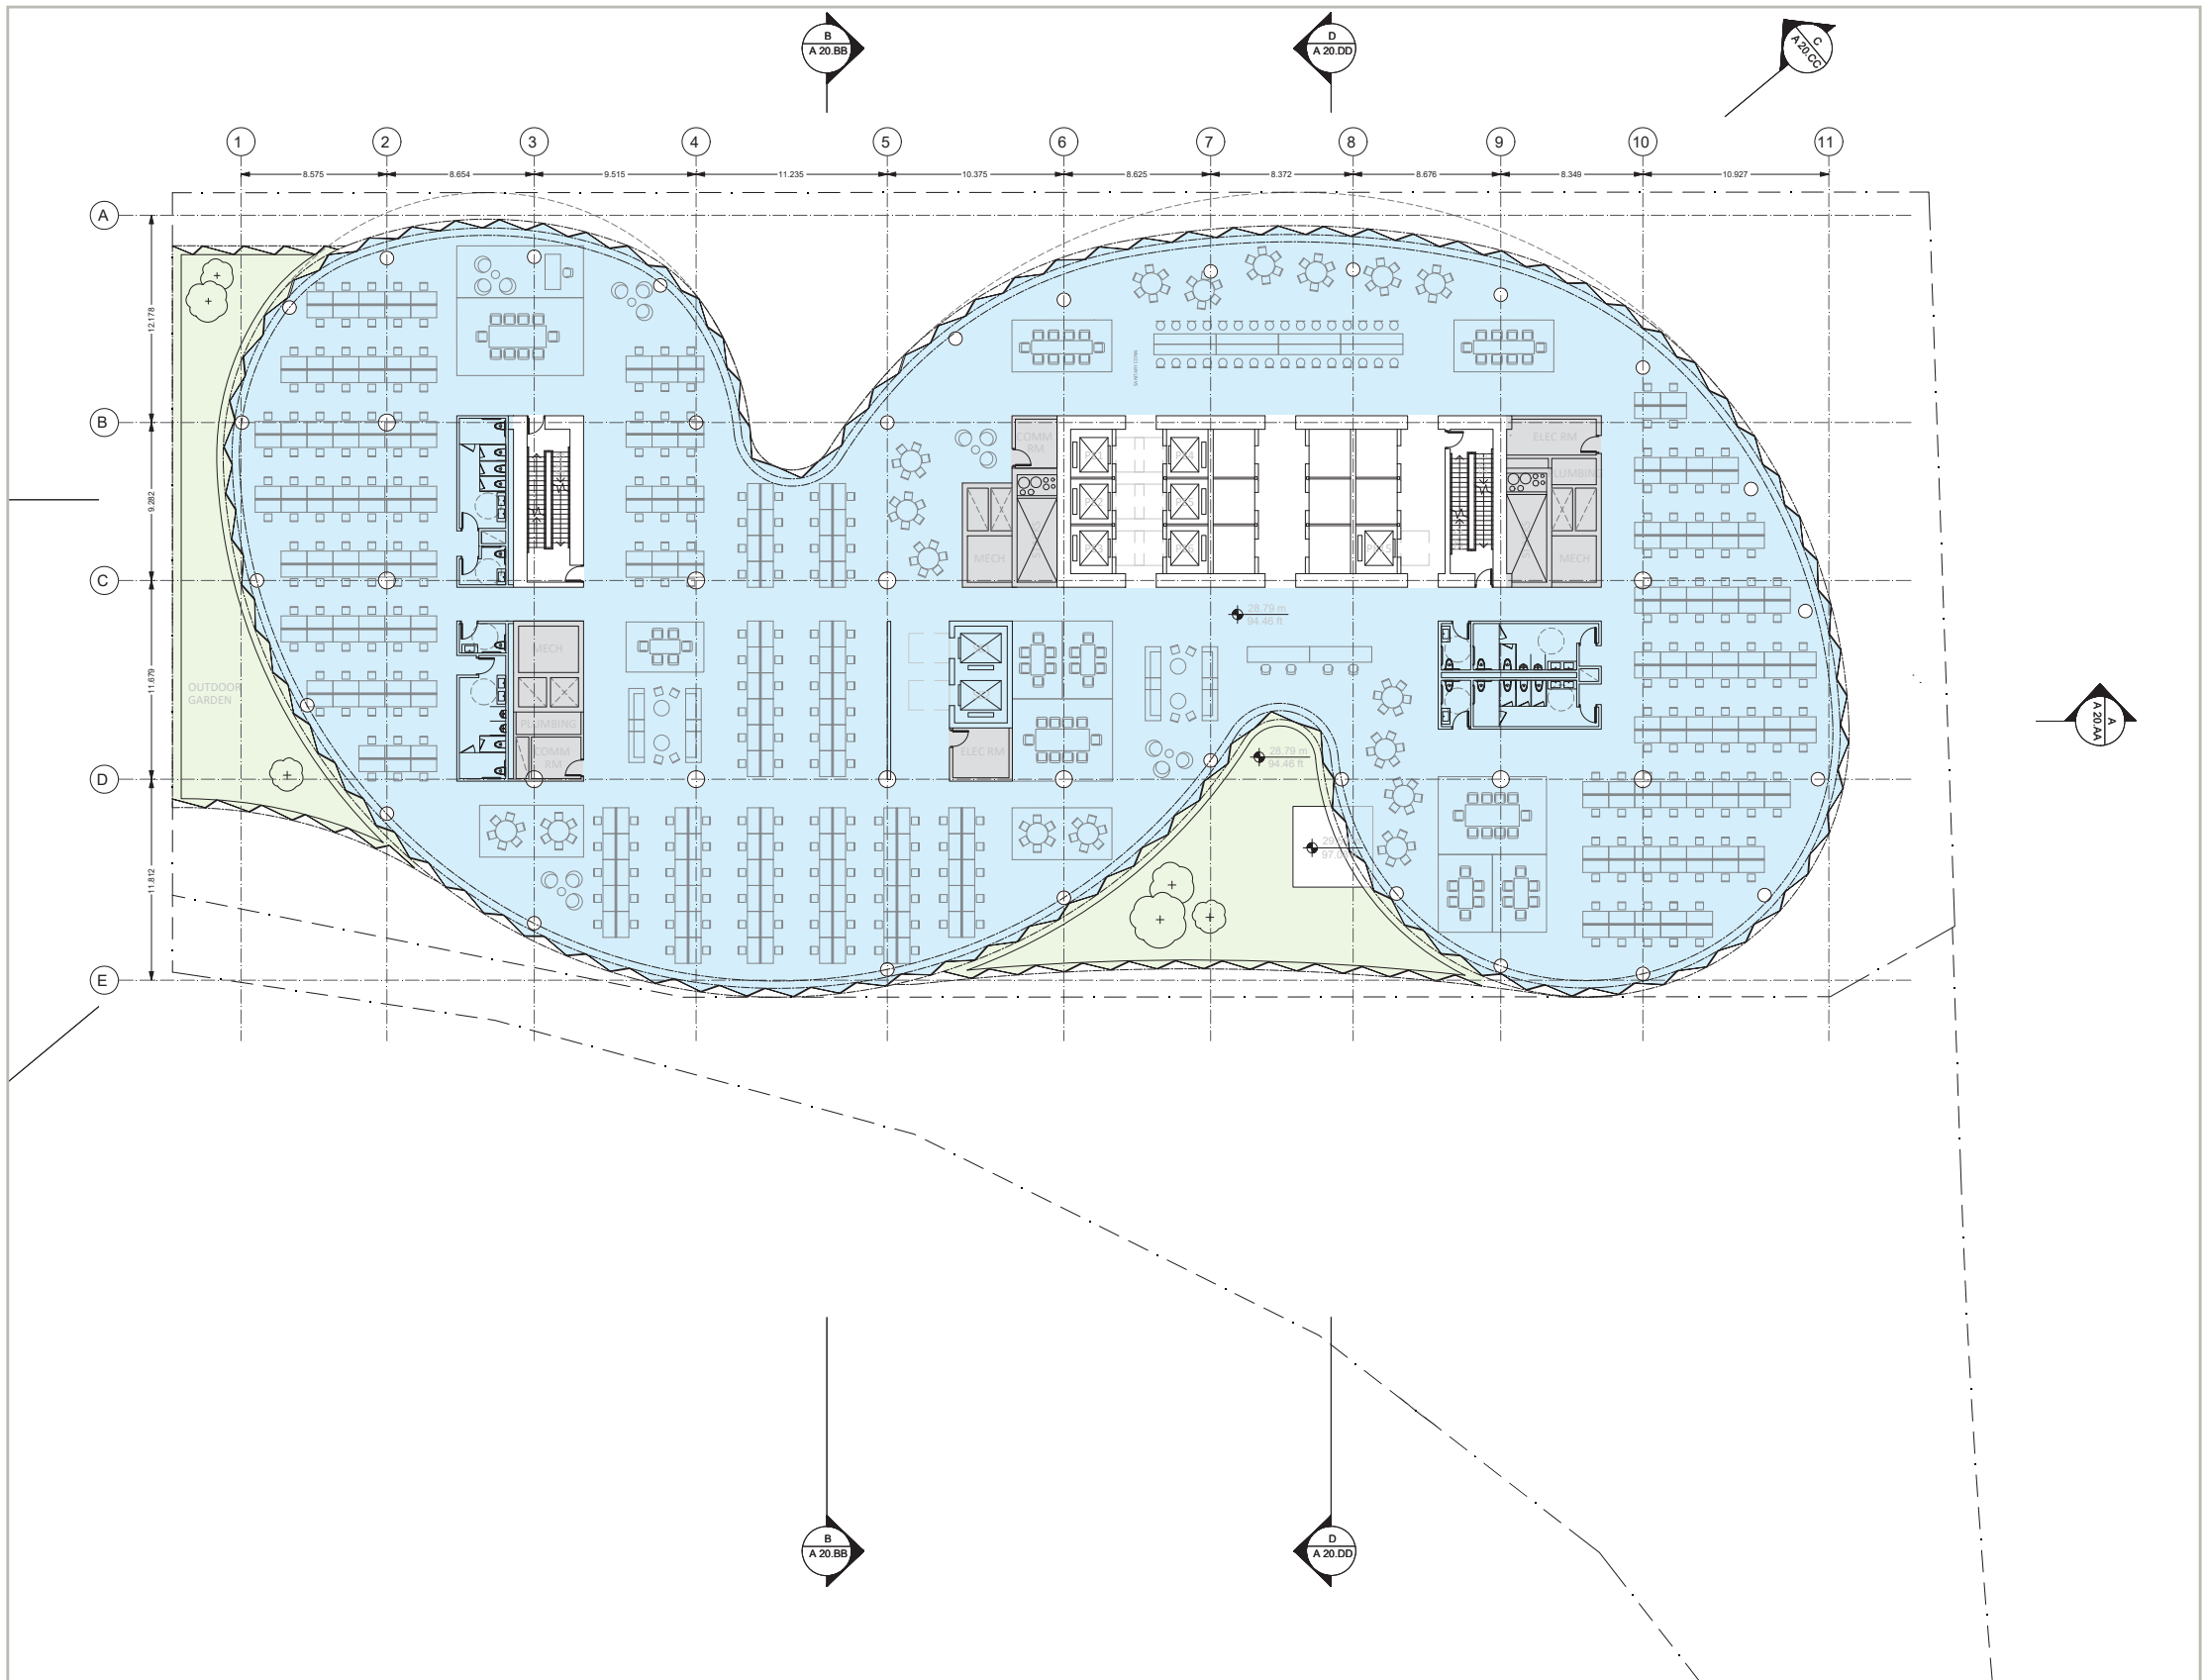 B
A 20.BB
D
A 20.DD
C
A 20.CC
1
2
3
4
5
6
7
8
9
10
11
8.575
8.654
9.515
11.235
10.375
8.625
8.372
8.676
8.349
10.927
A
B
C
D
E
12.178
9.282
11.679
11.812
COMM
RM
ELEC RM
PLUMBING
MECH
MECH
28.79 m
94.46 ft
MECH
PLUMBING
COMM
RM
ELEC RM
OUTDOOR
GARDEN
28.79 m
94.46 ft
A
A 20.AA
B
A 20.BB
D
A 20.DD